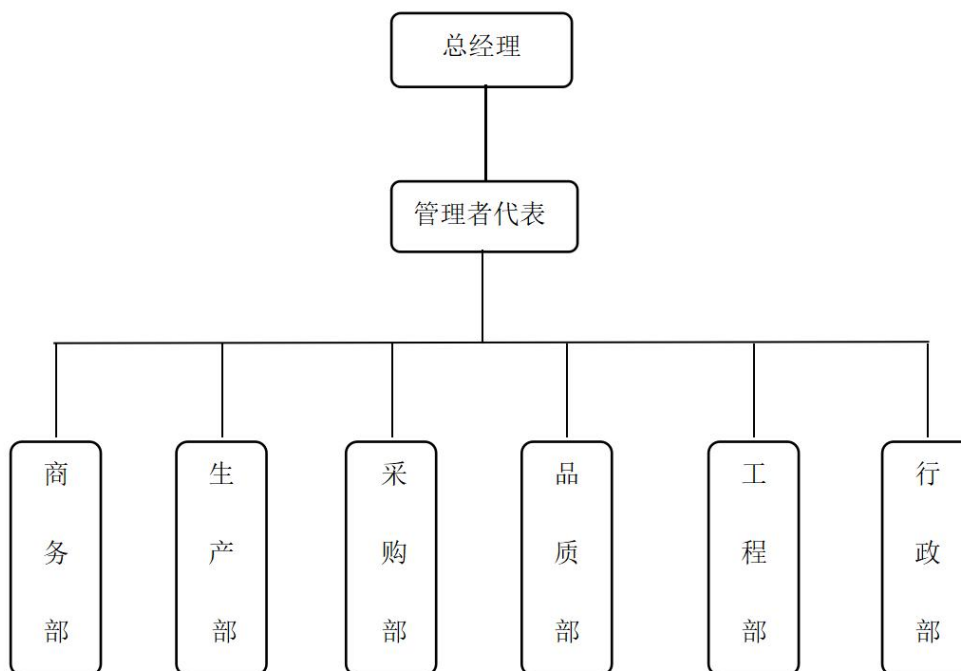 总经理
管理者代表
商务部
生产部
采购部
品质部
工程部
行政部